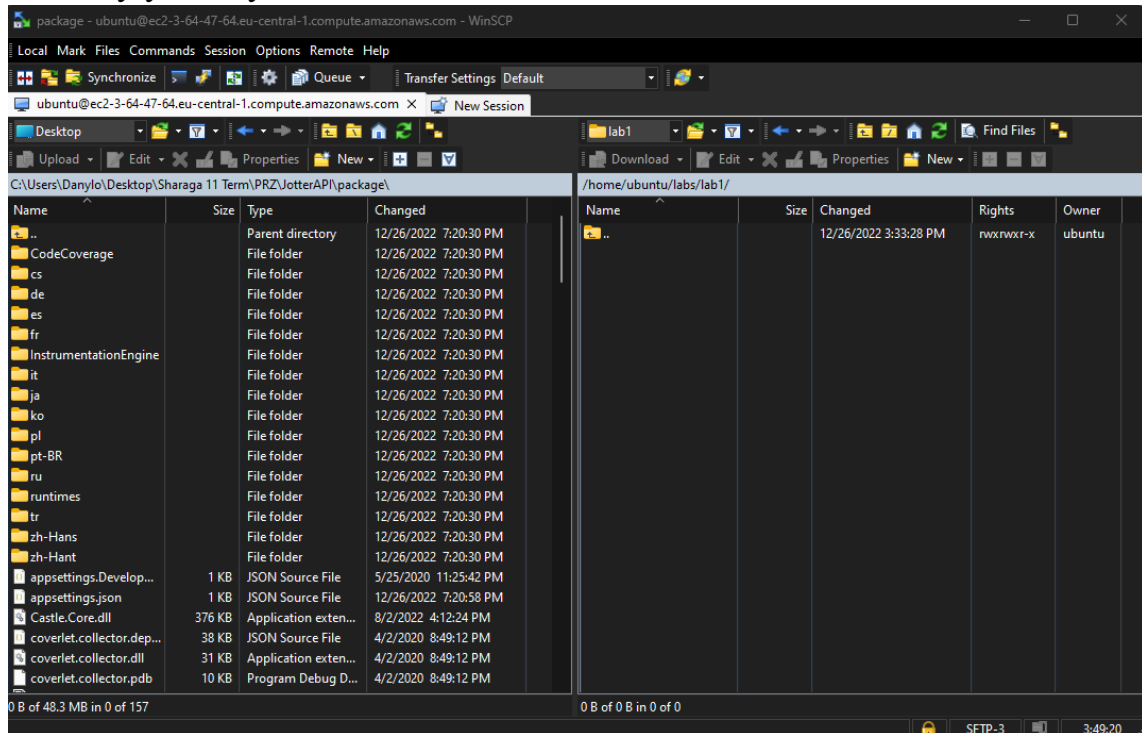 package - ubuntu@ec2-3-64-47-64.eu-central-1.compute.amazonaws.com - WinSCP
Local Mark Files Commands Session Options Remote Help
Synchronize Queue Transfer Settings Default
ubuntu@ec2-3-64-47-64.eu-central-1.compute.amazonaws.com × New Session
Desktop
Upload Edit Properties New
C:\Users\Danylo\Desktop\Sharaga 11 Term\PRZ\JotterAPI\package\
Name Size Type Changed
.. Parent directory 12/26/2022 7:20:30 PM
CodeCoverage File folder 12/26/2022 7:20:30 PM
cs File folder 12/26/2022 7:20:30 PM
de File folder 12/26/2022 7:20:30 PM
es File folder 12/26/2022 7:20:30 PM
fr File folder 12/26/2022 7:20:30 PM
InstrumentationEngine File folder 12/26/2022 7:20:30 PM
it File folder 12/26/2022 7:20:30 PM
ja File folder 12/26/2022 7:20:30 PM
ko File folder 12/26/2022 7:20:30 PM
pl File folder 12/26/2022 7:20:30 PM
pt-BR File folder 12/26/2022 7:20:30 PM
ru File folder 12/26/2022 7:20:30 PM
runtimes File folder 12/26/2022 7:20:30 PM
tr File folder 12/26/2022 7:20:30 PM
zh-Hans File folder 12/26/2022 7:20:30 PM
zh-Hant File folder 12/26/2022 7:20:30 PM
appsettings.Develop... 1 KB JSON Source File 5/25/2020 11:25:42 PM
appsettings.json 1 KB JSON Source File 12/26/2022 7:20:58 PM
Castle.Core.dll 376 KB Application exten... 8/2/2022 4:12:24 PM
coverlet.collector.dep... 38 KB JSON Source File 4/2/2020 8:49:12 PM
coverlet.collector.dll 31 KB Application exten... 4/2/2020 8:49:12 PM
coverlet.collector.pdb 10 KB Program Debug D... 4/2/2020 8:49:12 PM
0 B of 48.3 MB in 0 of 157
lab1 Find Files
Download Edit Properties New
/home/ubuntu/labs/lab1/
Name Size Changed Rights Owner
.. 12/26/2022 3:33:28 PM rwxrwxr-x ubuntu
0 B of 0 B in 0 of 0
SFTP-3 3:49:20